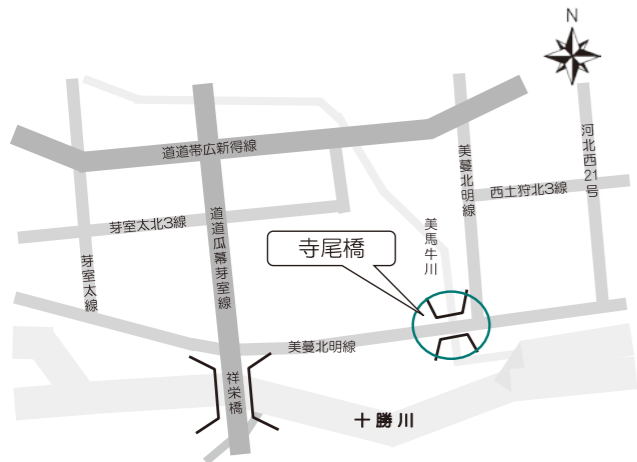 N
道道帯広新得線
美蔓北明線
河北西21号
西士狩北3線
芽室太北3線
道道瓜幕芽室線
美馬牛川
寺尾橋
芽室太線
美蔓北明線
祥栄橋
十勝川